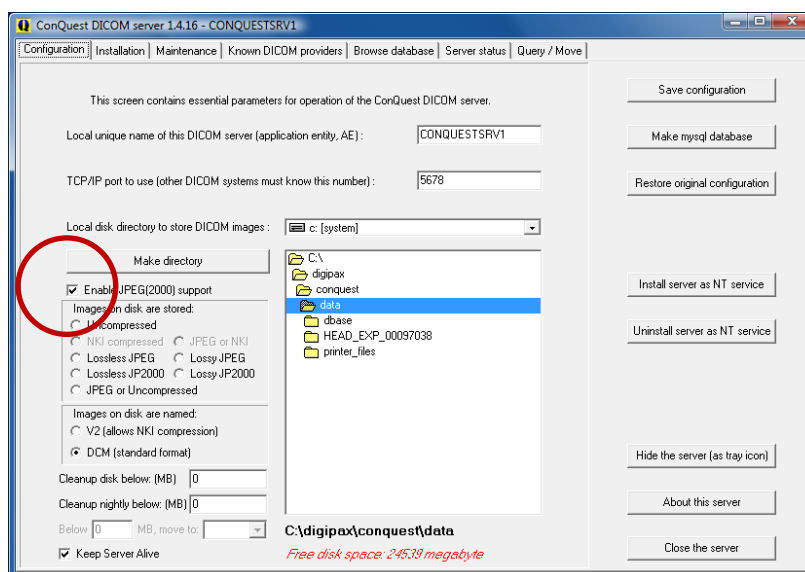 ConQuest DICOM server 1.4.16 - CONQUESTSRV1
Configuration Installation Maintenance Known DICOM providers Browse database Server status Query / Move
This screen contains essential parameters for operation of the ConQuest DICOM server.
Save configuration
Local unique name of this DICOM server (application entity, AE) : CONQUESTSRV1
Make mysql database
TCP/IP port to use (other DICOM systems must know this number) : 5678
Restore original configuration
Local disk directory to store DICOM images : c: [system]
Make directory
C:\
digipax
Enable JPEG(2000) support
conquest
Install server as NT service
Images on disk are stored:
data
Uncompressed
dbase
Uninstall server as NT service
NKI compressed JPEG or NKI
HEAD_EXP_00097038
Lossless JPEG Lossy JPEG
printer_files
Lossless JP2000 Lossy JP2000
JPEG or Uncompressed
Images on disk are named:
V2 (allows NKI compression)
DCM (standard format)
Hide the server (as tray icon)
Cleanup disk below: (MB) 0
Cleanup nightly below: (MB) 0
About this server
Below 0 MB, move to:
C:\digipax\conquest\data
Keep Server Alive
Free disk space: 24539 megabyte
Close the server